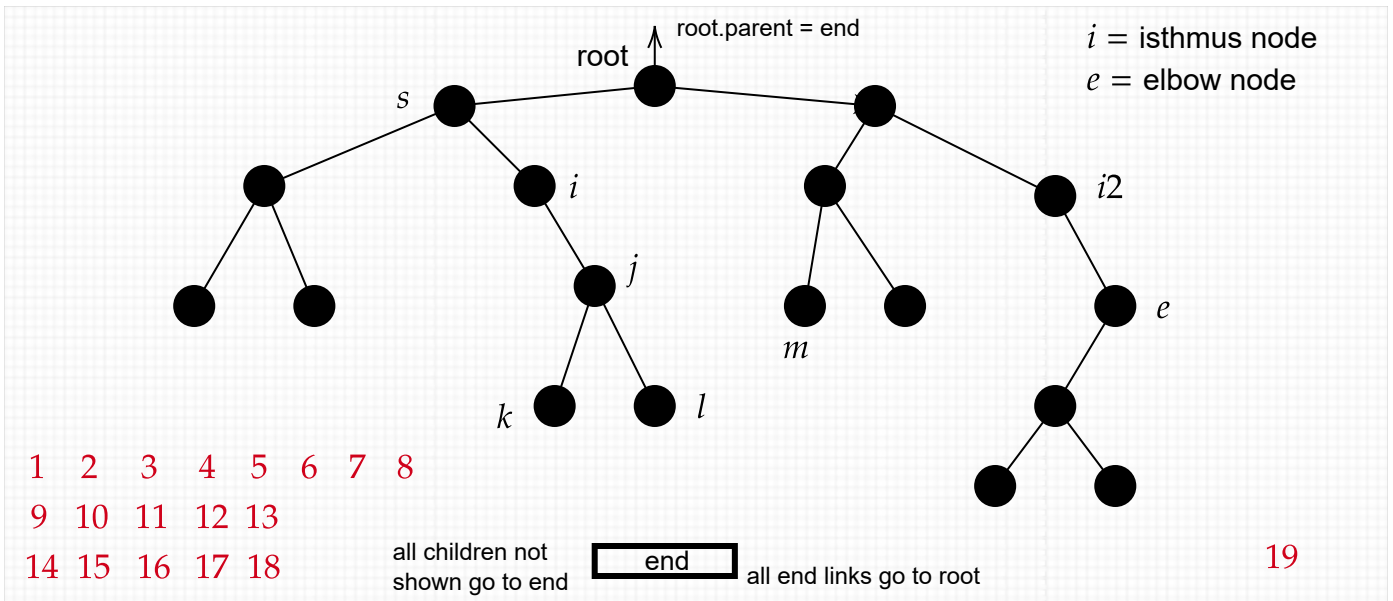 root.parent = end
root
i = isthmus node
e = elbow node
s
i
i2
j
e
m
k
l
1 2 3 4 5 6 7 8
9 10 11 12 13
14 15 16 17 18
all children not
shown go to end
end
all end links go to root
19